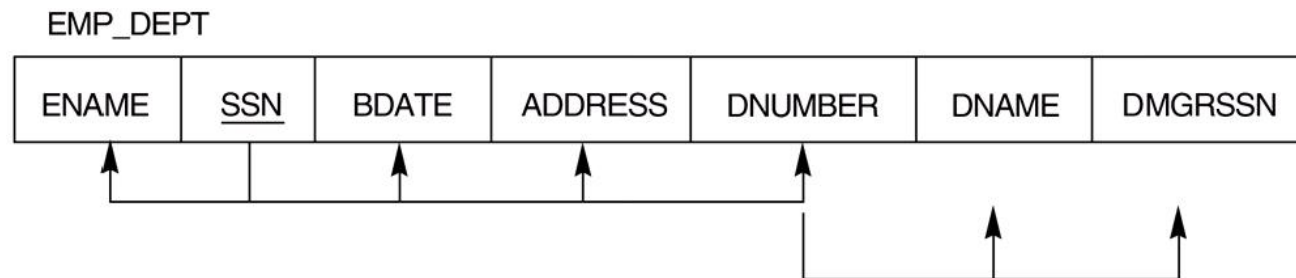 EMP_DEPT
ENAME SSN BDATE ADDRESS DNUMBER DNAME DMGRSSN